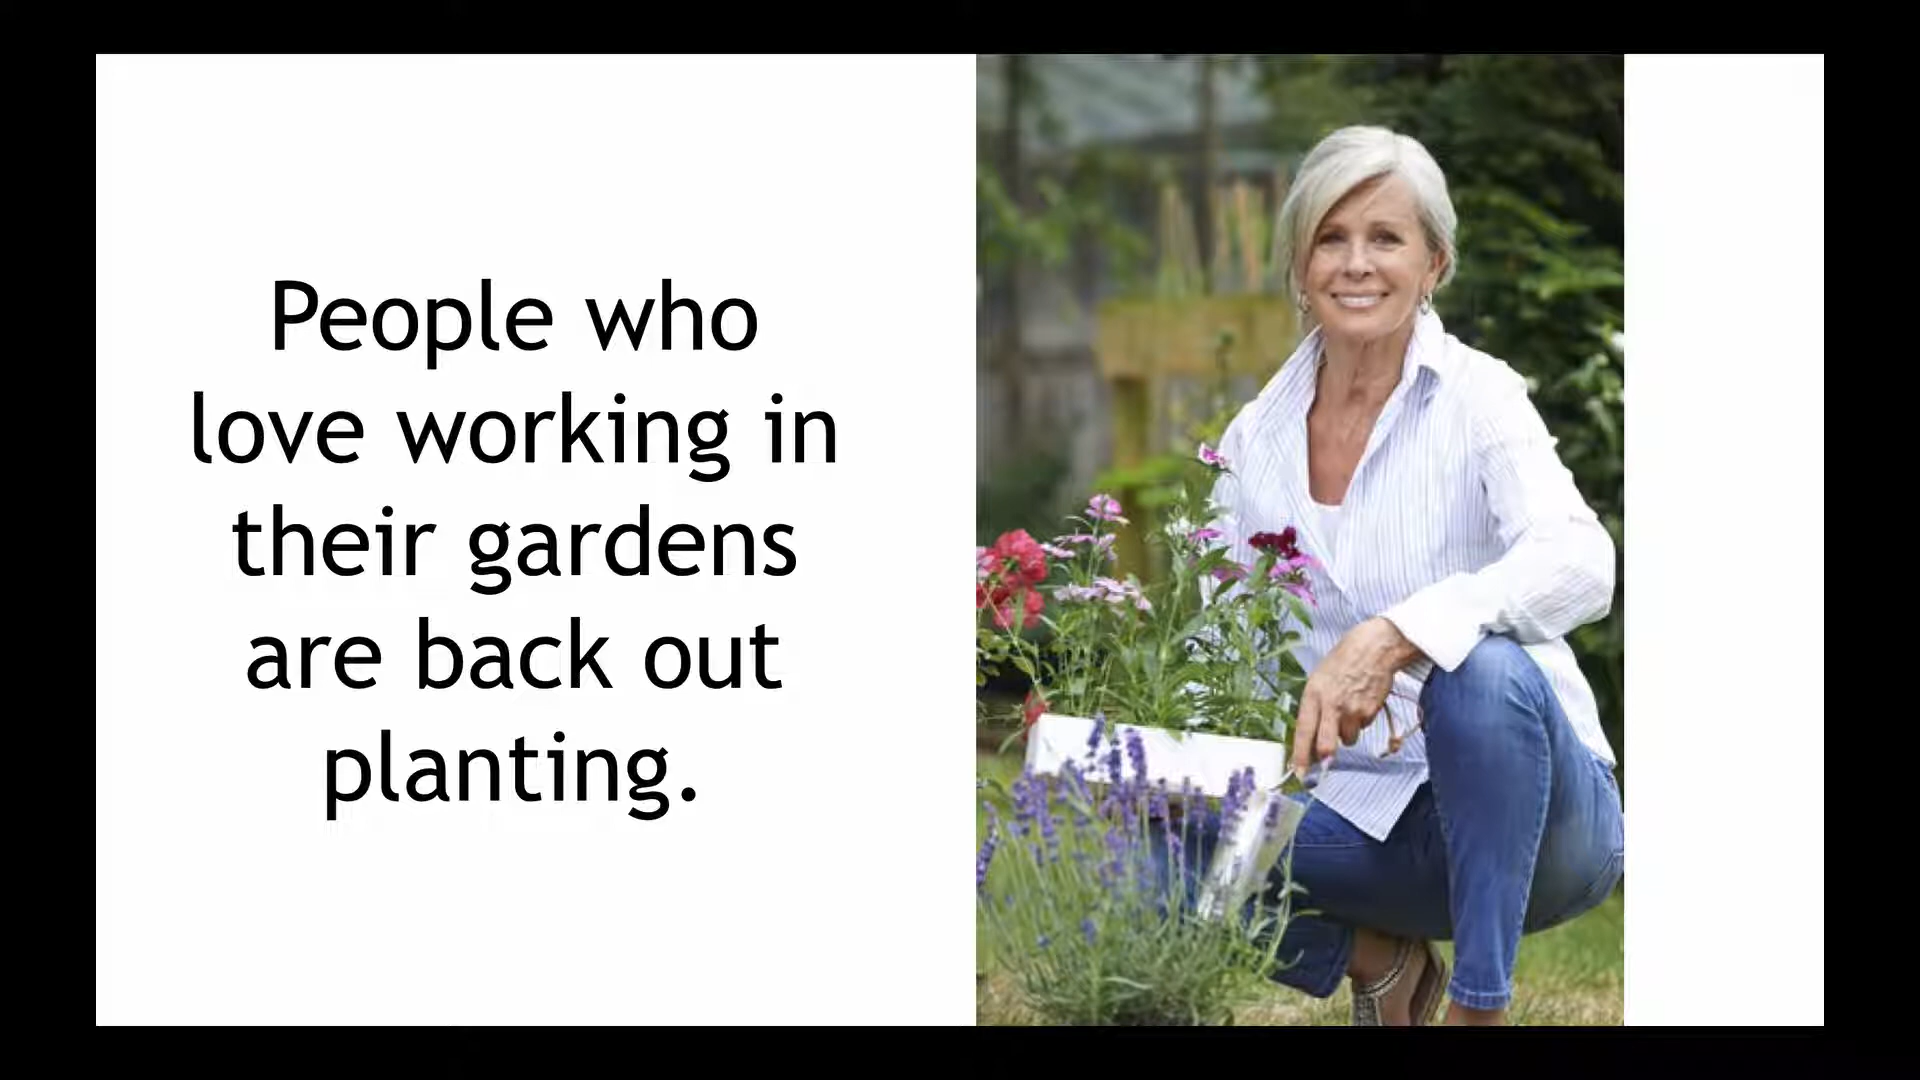 People who
love working in
their gardens
are back out
planting.